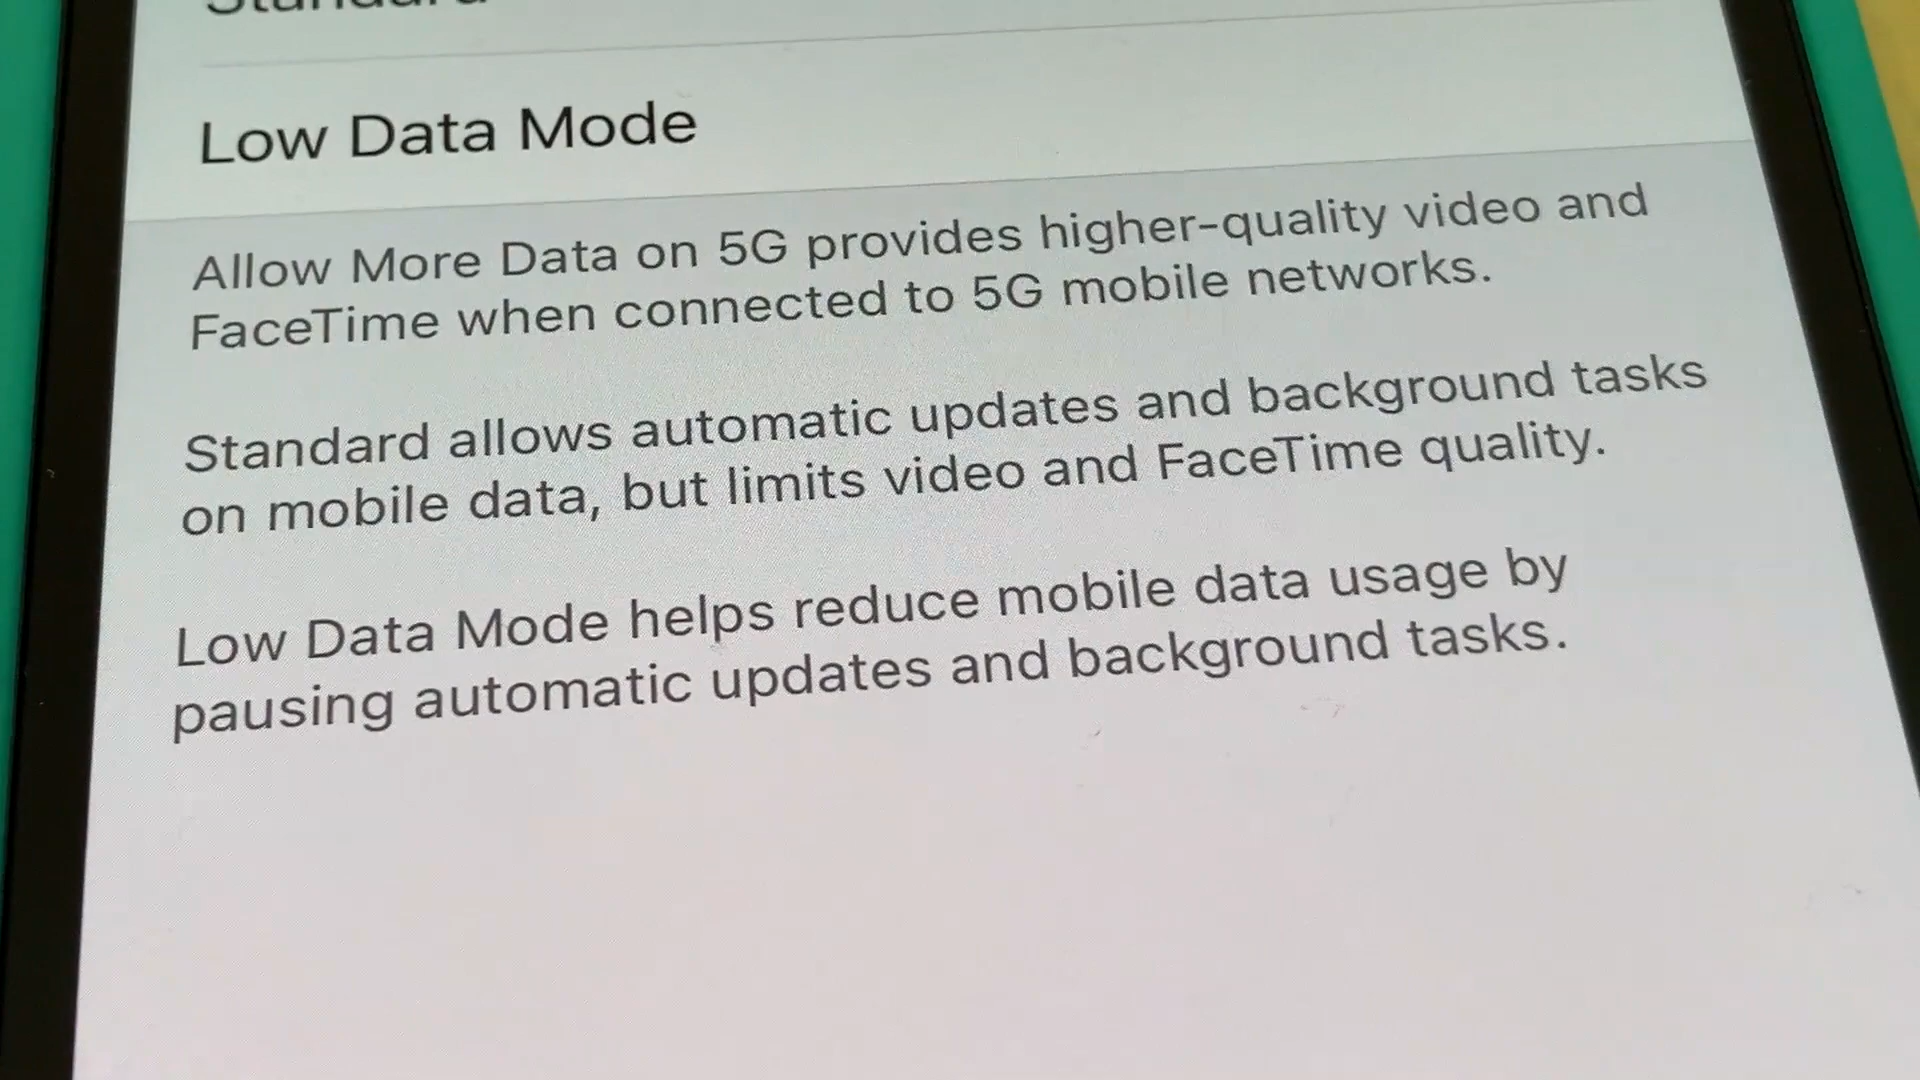 Standard
Low Data Mode
Allow More Data on 5G provides higher-quality video and
FaceTime when connected to 5G mobile networks.
Standard allows automatic updates and background tasks
on mobile data, but limits video and FaceTime quality.
Low Data Mode helps reduce mobile data usage by
pausing automatic updates and background tasks.